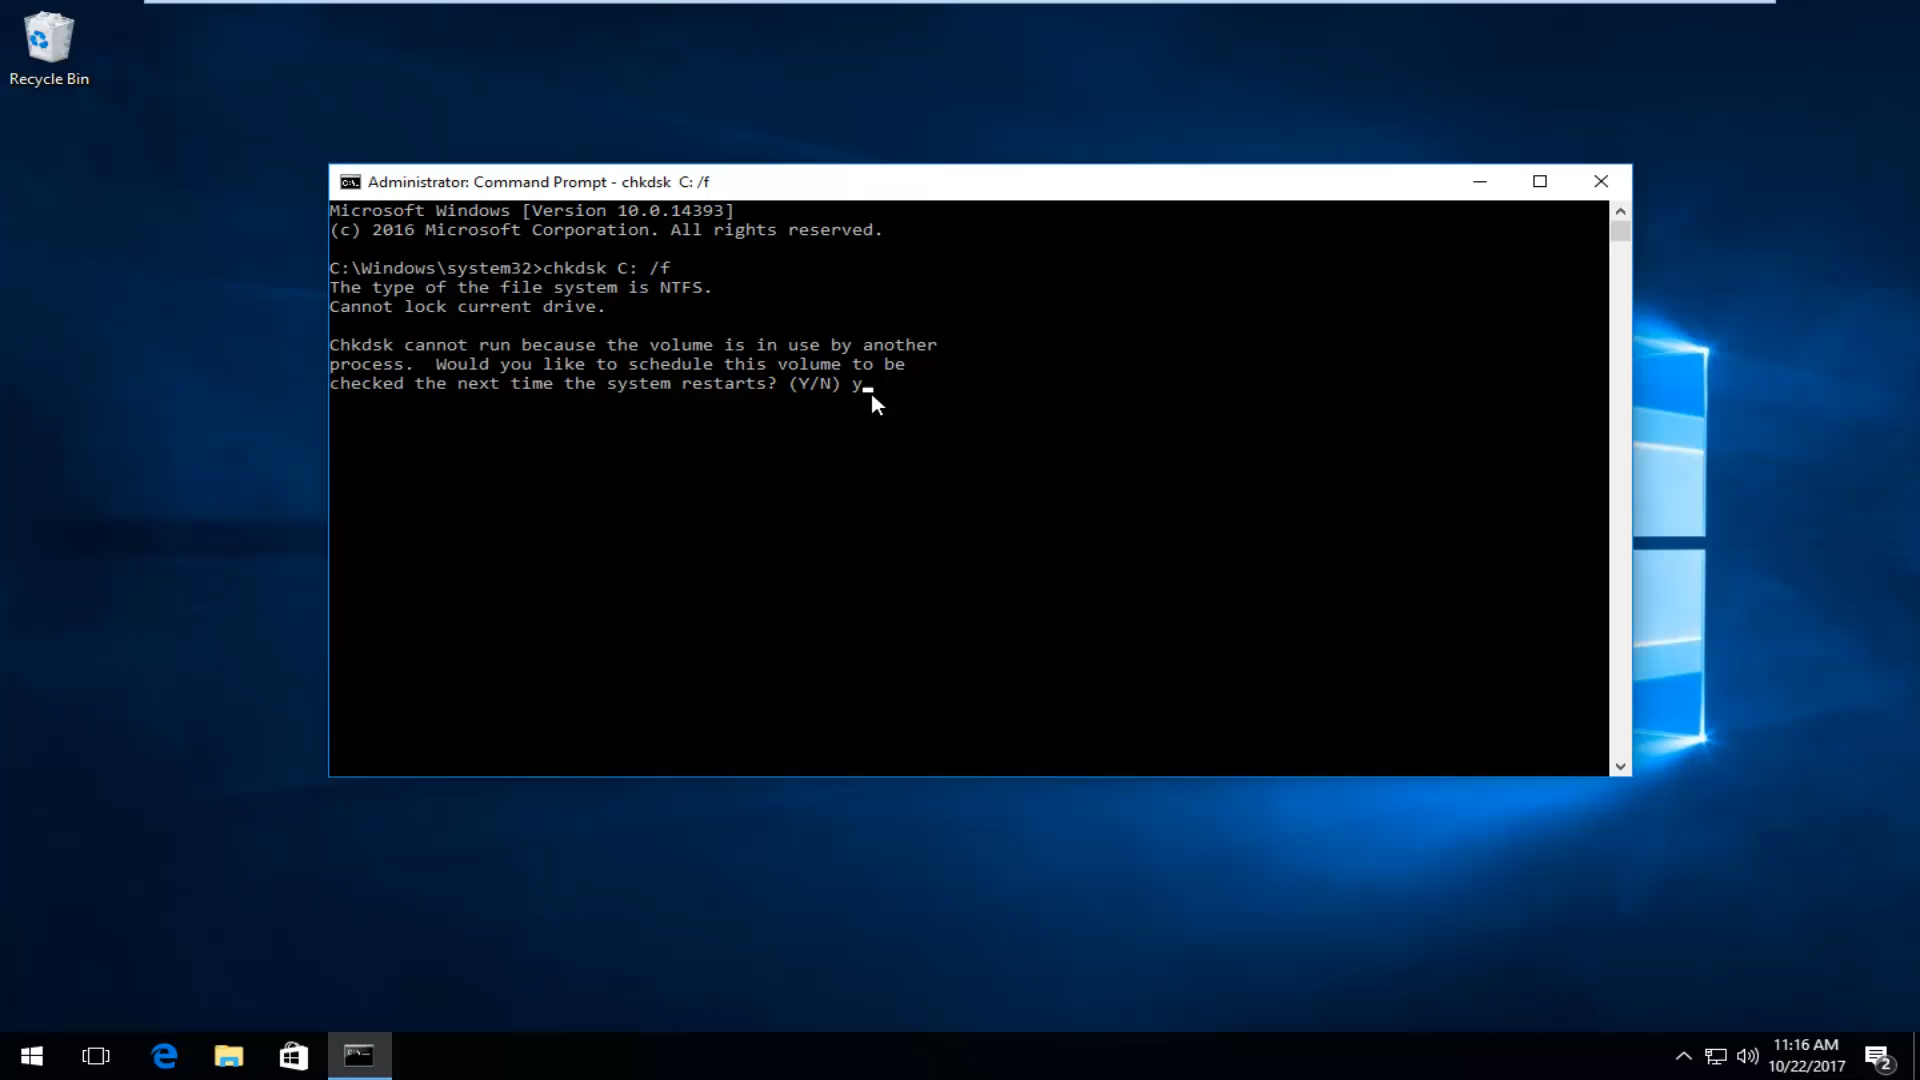 Recycle Bin
Administrator: Command Prompt - chkdsk  C: /f
Microsoft Windows [Version 10.0.14393]
(c) 2016 Microsoft Corporation. All rights reserved.
C:\Windows\system32>chkdsk C: /f
The type of the file system is NTFS.
Cannot lock current drive.
Chkdsk cannot run because the volume is in use by another
process.  Would you like to schedule this volume to be
checked the next time the system restarts? (Y/N) y
11:16 AM
10/22/2017
2